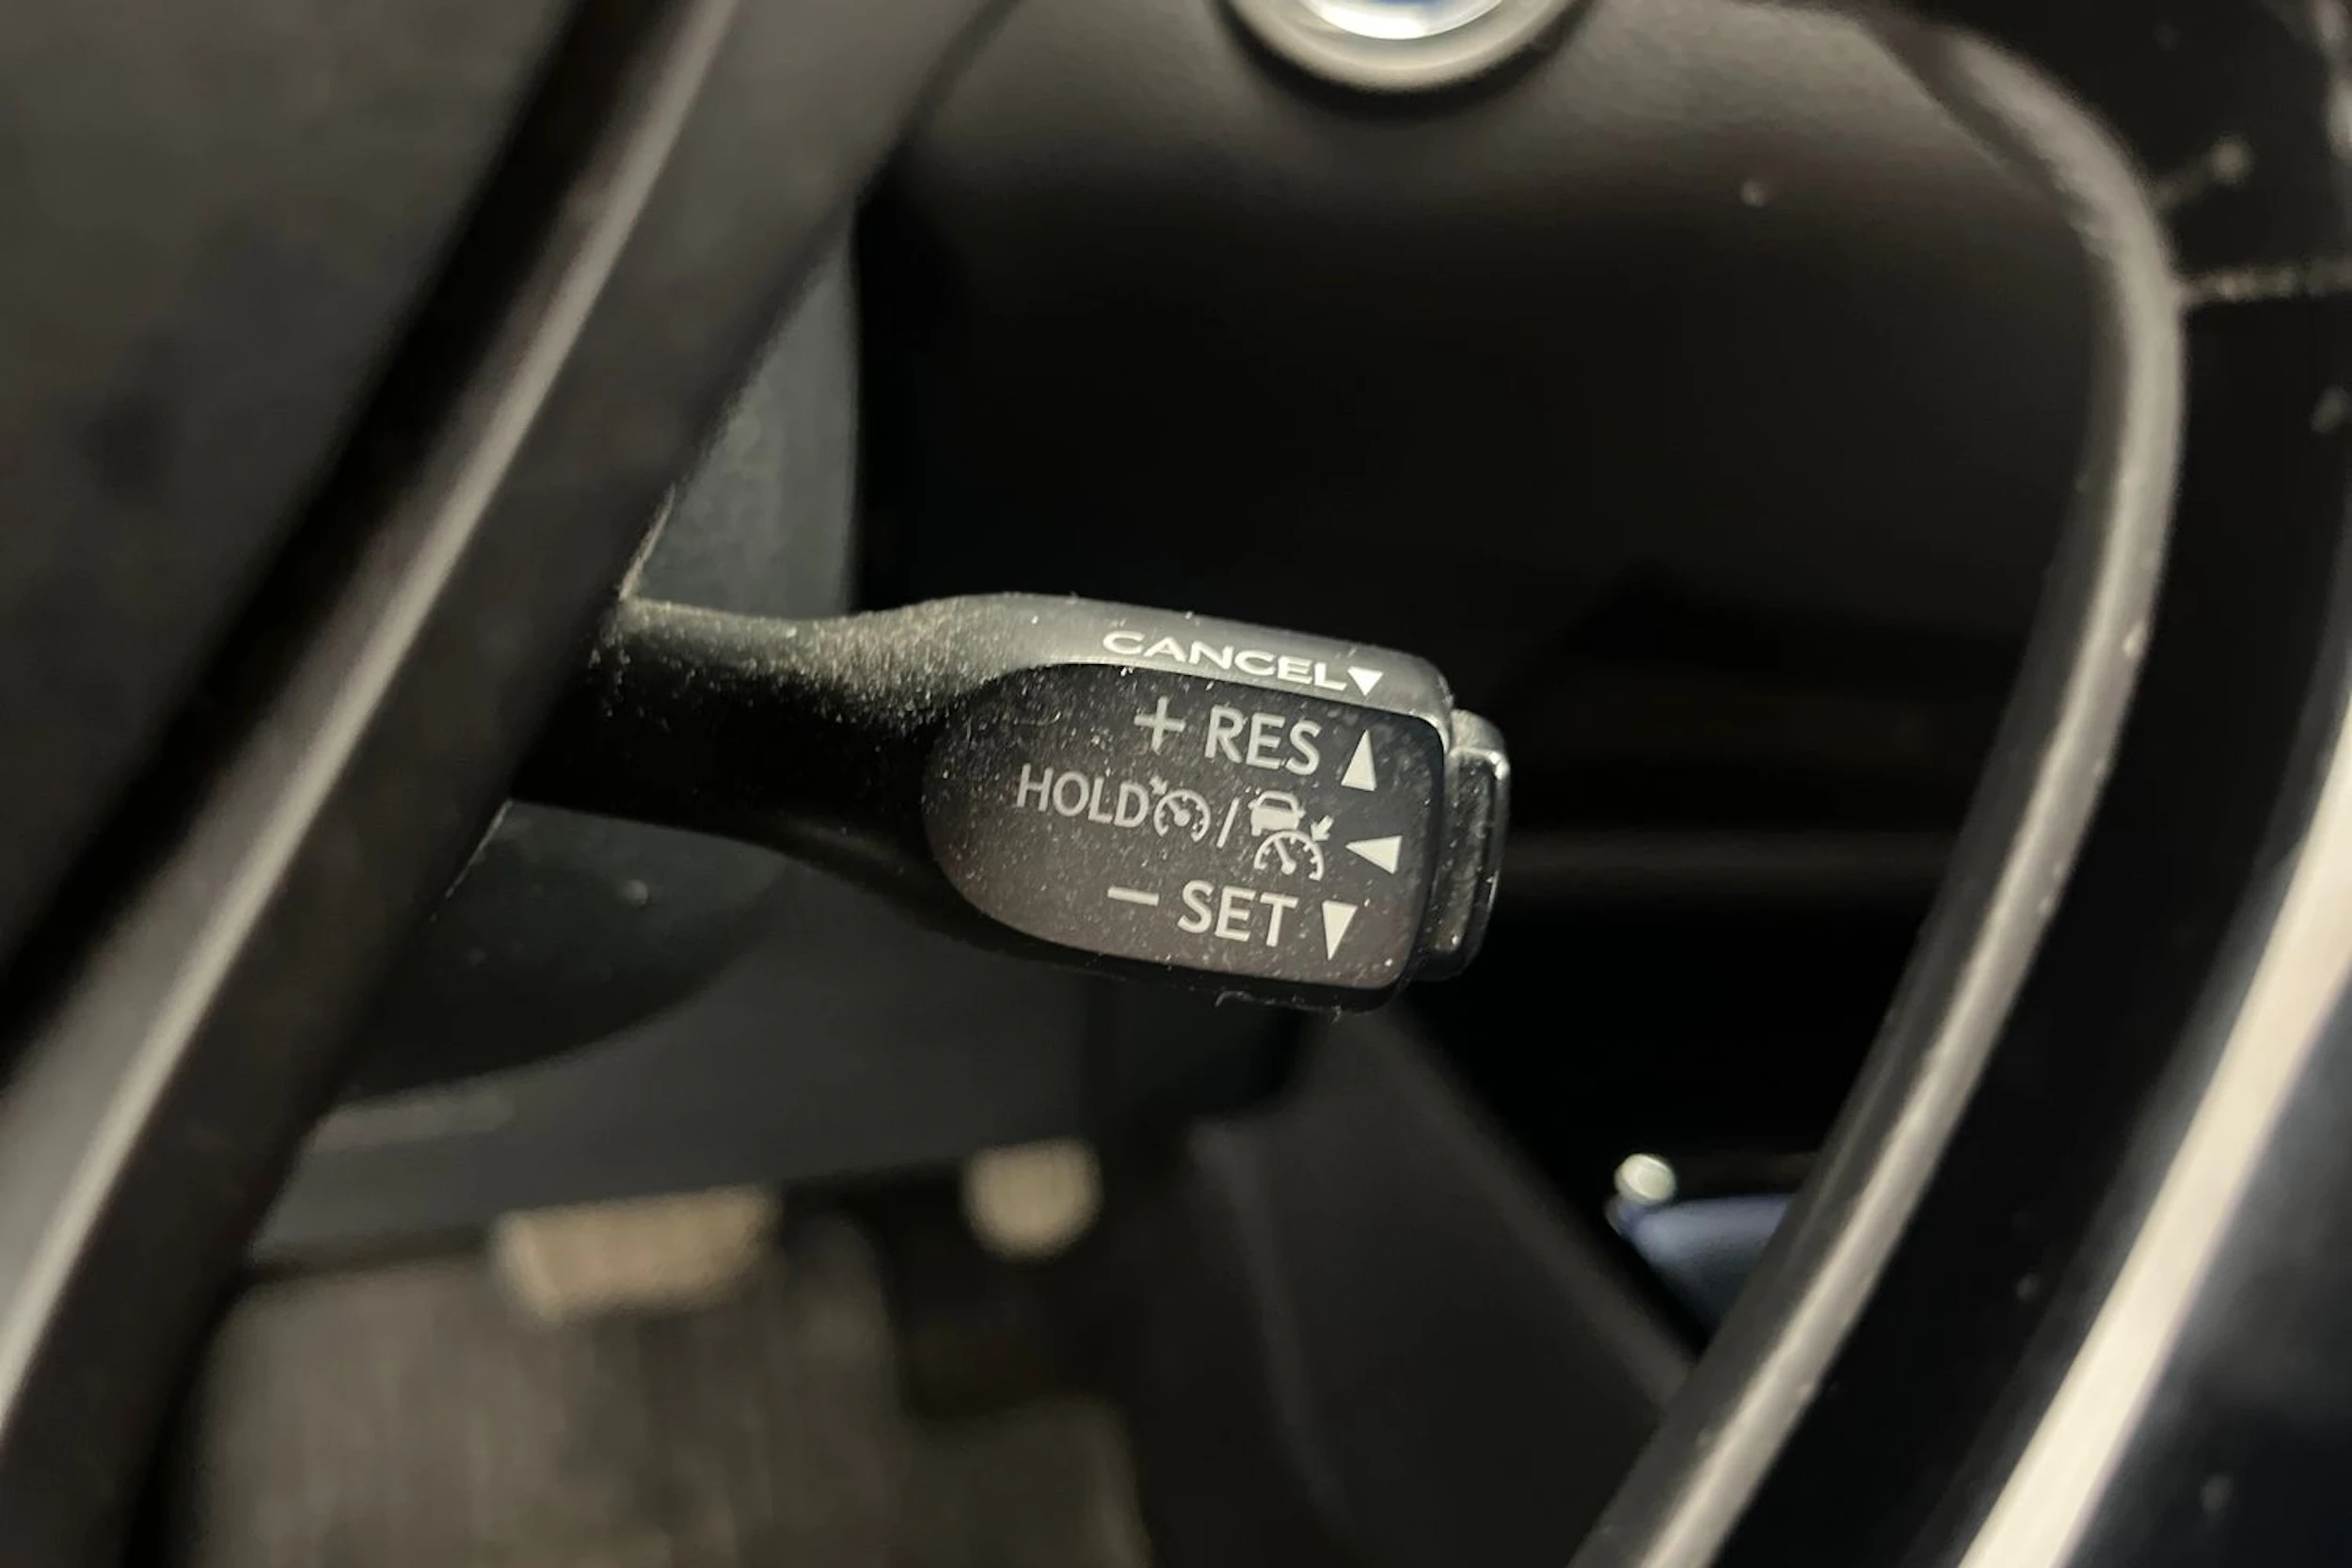 CANCEL▼
+ RES ▲
HOLD / ◀
− SET ▼